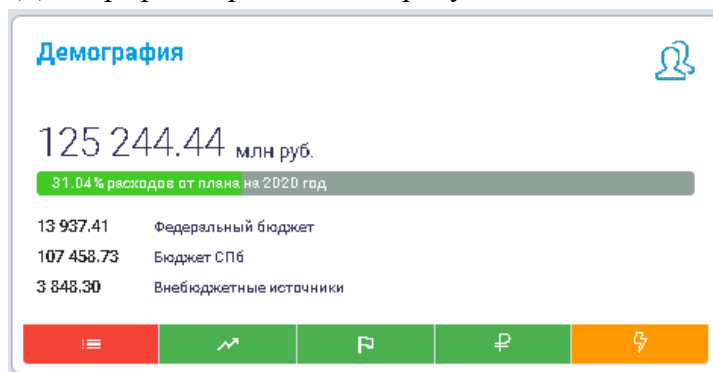 Демография
125 244.44 млн руб.
31.04% расходов от плана на 2020 год
13 937.41 Федеральный бюджет
107 458.73 Бюджет СПб
3 848.30 Внебюджетные источники